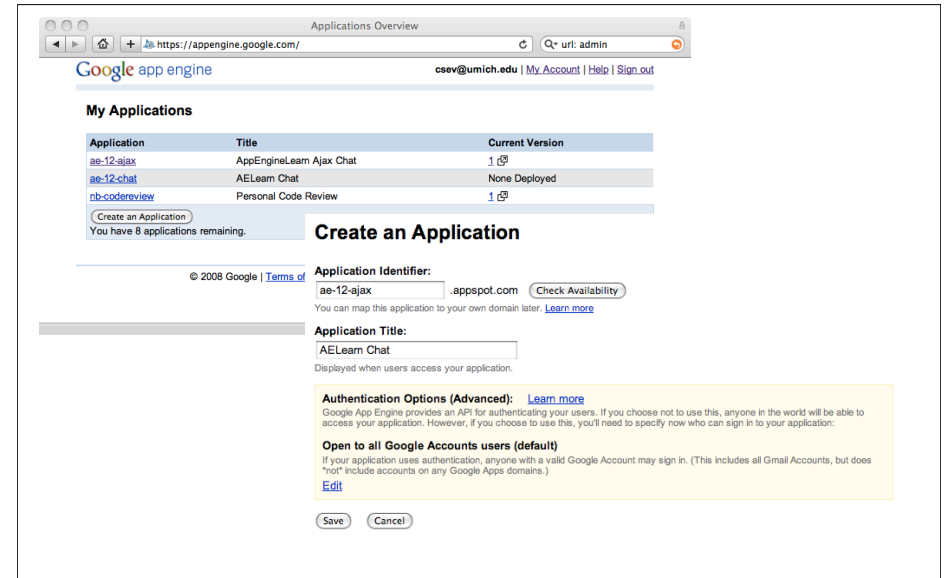 Applications Overview
https://appengine.google.com/
url: admin
Google app engine
csev@umich.edu | My Account | Help | Sign out
My Applications
Application Title Current Version
ae-12-ajax AppEngineLearn Ajax Chat 1
ae-12-chat AELearn Chat None Deployed
nb-codereview Personal Code Review 1
Create an Application
You have 8 applications remaining.
© 2008 Google | Terms of
Create an Application
Application Identifier:
ae-12-ajax .appspot.com Check Availability
You can map this application to your own domain later. Learn more
Application Title:
AELearn Chat
Displayed when users access your application.
Authentication Options (Advanced): Learn more
Google App Engine provides an API for authenticating your users. If you choose not to use this, anyone in the world will be able to
access your application. However, if you choose to use this, you'll need to specify now who can sign in to your application:
Open to all Google Accounts users (default)
If your application uses authentication, anyone with a valid Google Account may sign in. (This includes all Gmail Accounts, but does
*not* include accounts on any Google Apps domains.)
Edit
Save Cancel